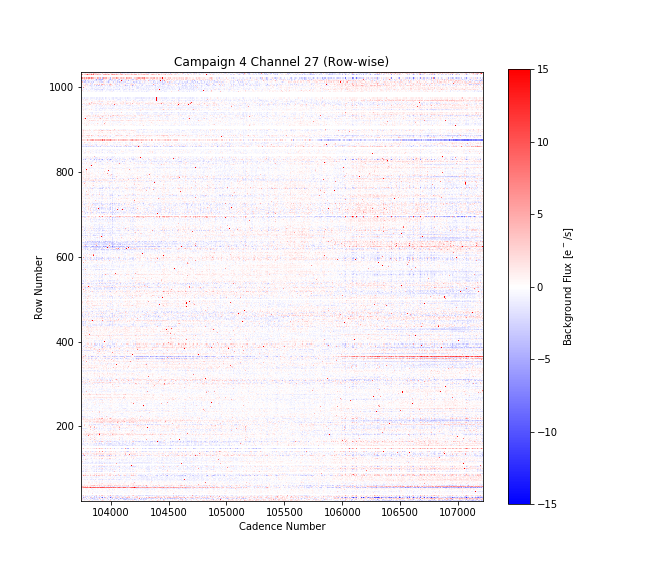 Campaign 4 Channel 27 (Row-wise)
1000
800
600
400
200
Row Number
104000 104500 105000 105500 106000 106500 107000
Cadence Number
15
10
5
0
−5
−10
−15
Background Flux [e⁻/s]